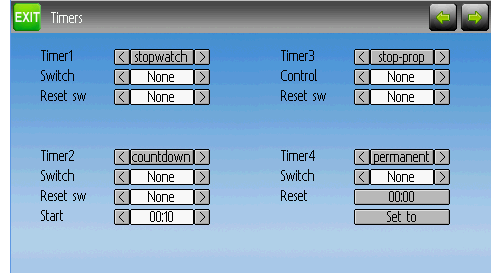 EXIT Timers
Timer1 < stopwatch >
Switch < None >
Reset sw < None >
Timer3 < stop-prop >
Control < None >
Reset sw < None >
Timer2 < countdown >
Switch < None >
Reset sw < None >
Start < 00:10 >
Timer4 < permanent >
Switch < None >
Reset 00:00
Set to